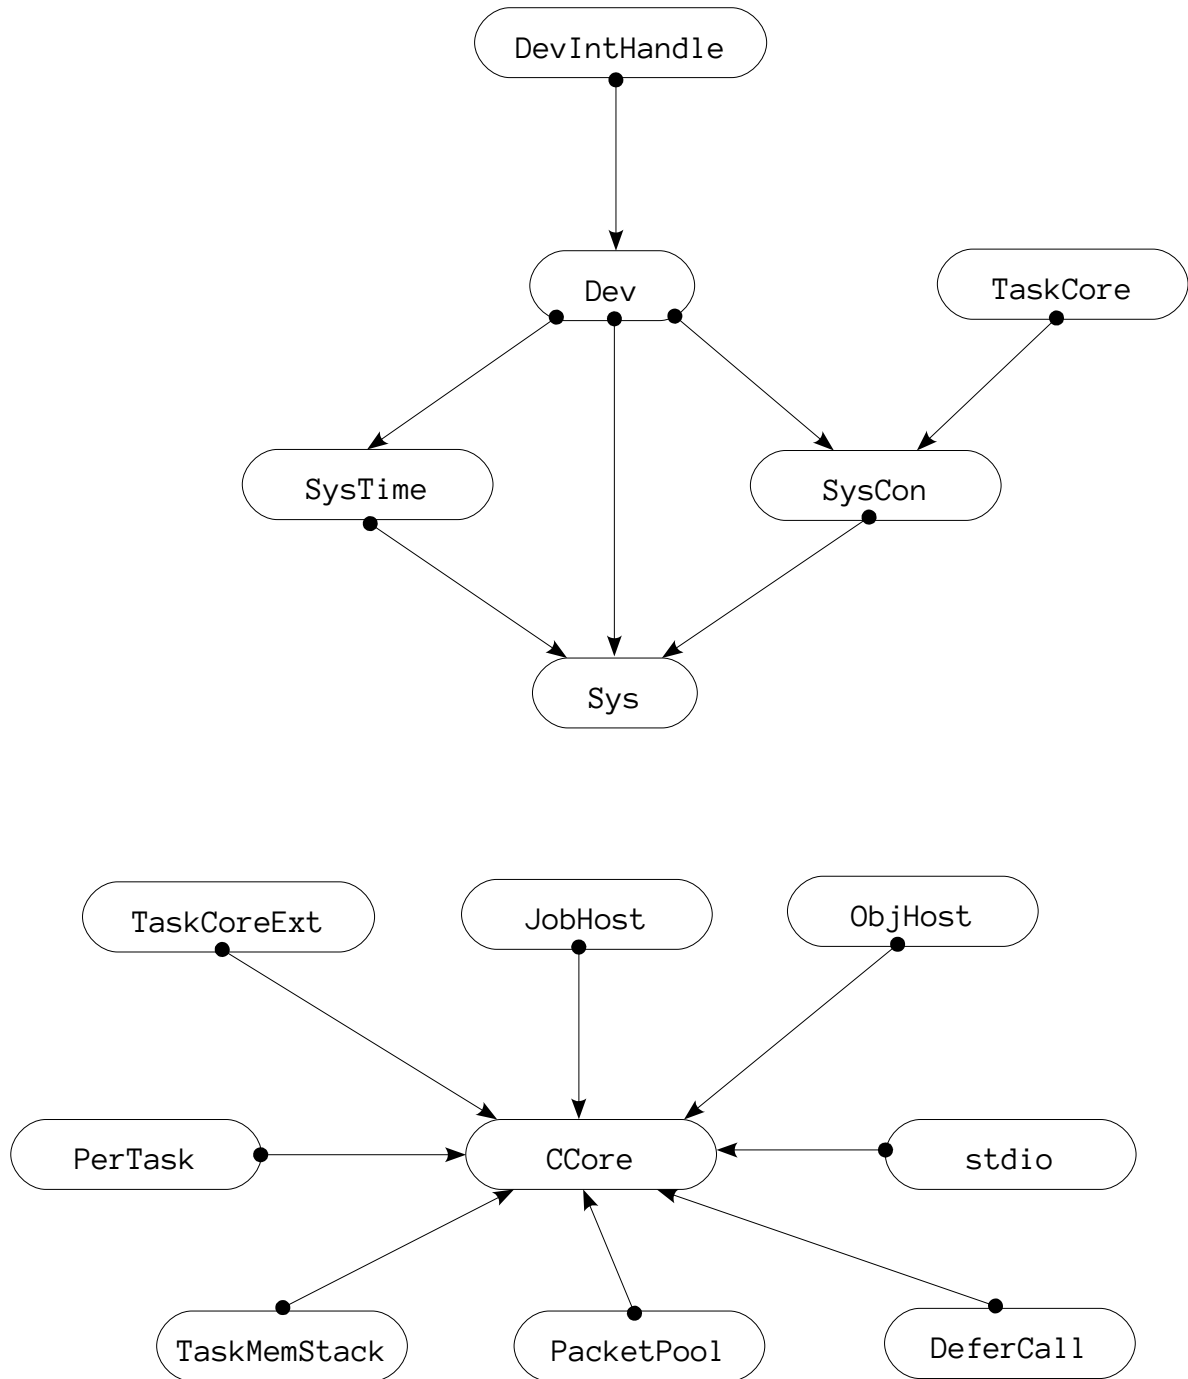 DevIntHandle
Dev
TaskCore
SysTime
SysCon
Sys
TaskCoreExt
JobHost
ObjHost
PerTask
CCore
stdio
TaskMemStack
PacketPool
DeferCall